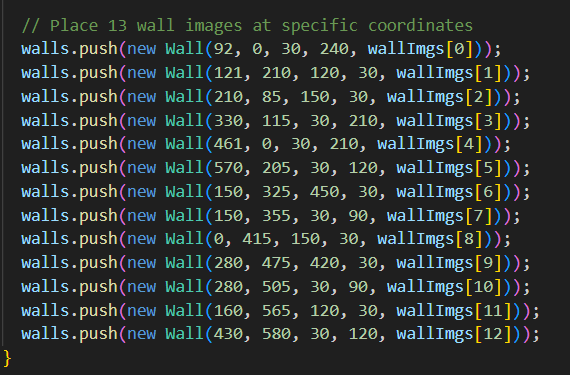 // Place 13 wall images at specific coordinates
walls.push(new Wall(92, 0, 30, 240, wallImgs[0]));
walls.push(new Wall(121, 210, 120, 30, wallImgs[1]));
walls.push(new Wall(210, 85, 150, 30, wallImgs[2]));
walls.push(new Wall(330, 115, 30, 210, wallImgs[3]));
walls.push(new Wall(461, 0, 30, 210, wallImgs[4]));
walls.push(new Wall(570, 205, 30, 120, wallImgs[5]));
walls.push(new Wall(150, 325, 450, 30, wallImgs[6]));
walls.push(new Wall(150, 355, 30, 90, wallImgs[7]));
walls.push(new Wall(0, 415, 150, 30, wallImgs[8]));
walls.push(new Wall(280, 475, 420, 30, wallImgs[9]));
walls.push(new Wall(280, 505, 30, 90, wallImgs[10]));
walls.push(new Wall(160, 565, 120, 30, wallImgs[11]));
walls.push(new Wall(430, 580, 30, 120, wallImgs[12]));
}